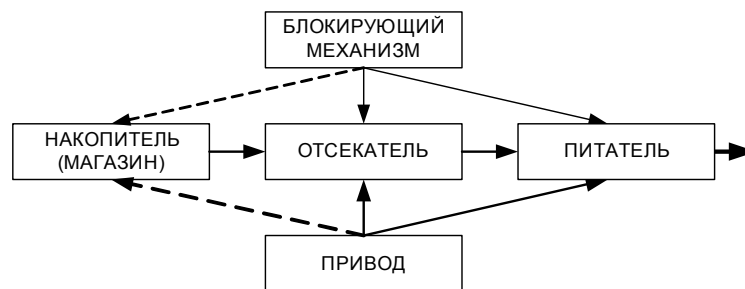 БЛОКИРУЮЩИЙ
МЕХАНИЗМ
НАКОПИТЕЛЬ
(МАГАЗИН)
ОТСЕКАТЕЛЬ
ПИТАТЕЛЬ
ПРИВОД